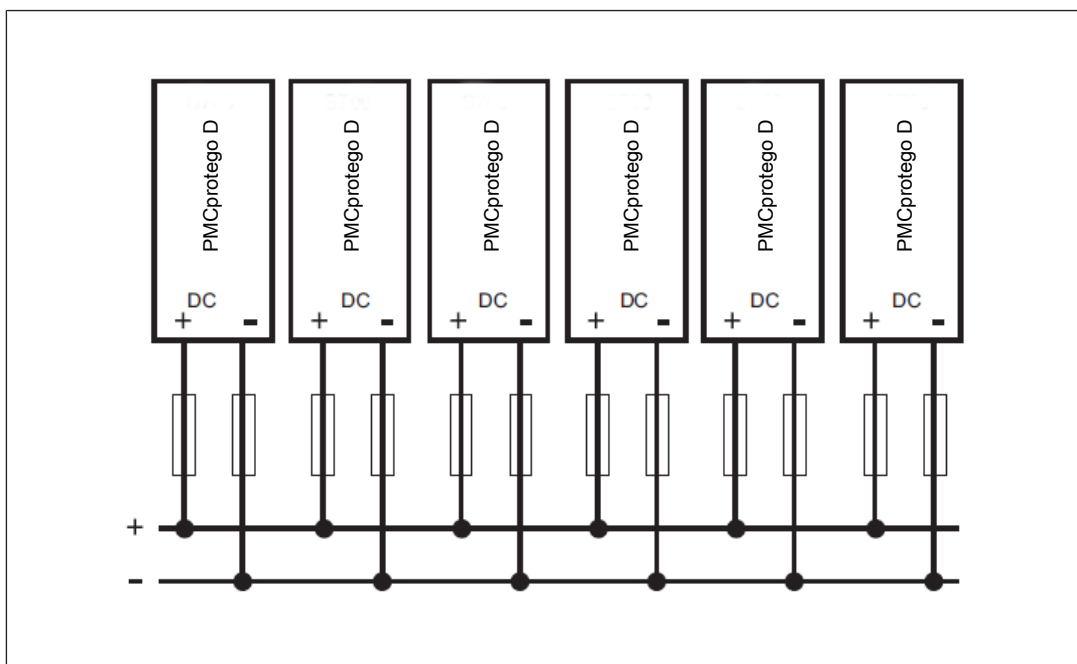 PMCprotego D
PMCprotego D
PMCprotego D
PMCprotego D
PMCprotego D
PMCprotego D
DC
DC
DC
DC
DC
DC
+ -
+ -
+ -
+ -
+ -
+ -
+
-